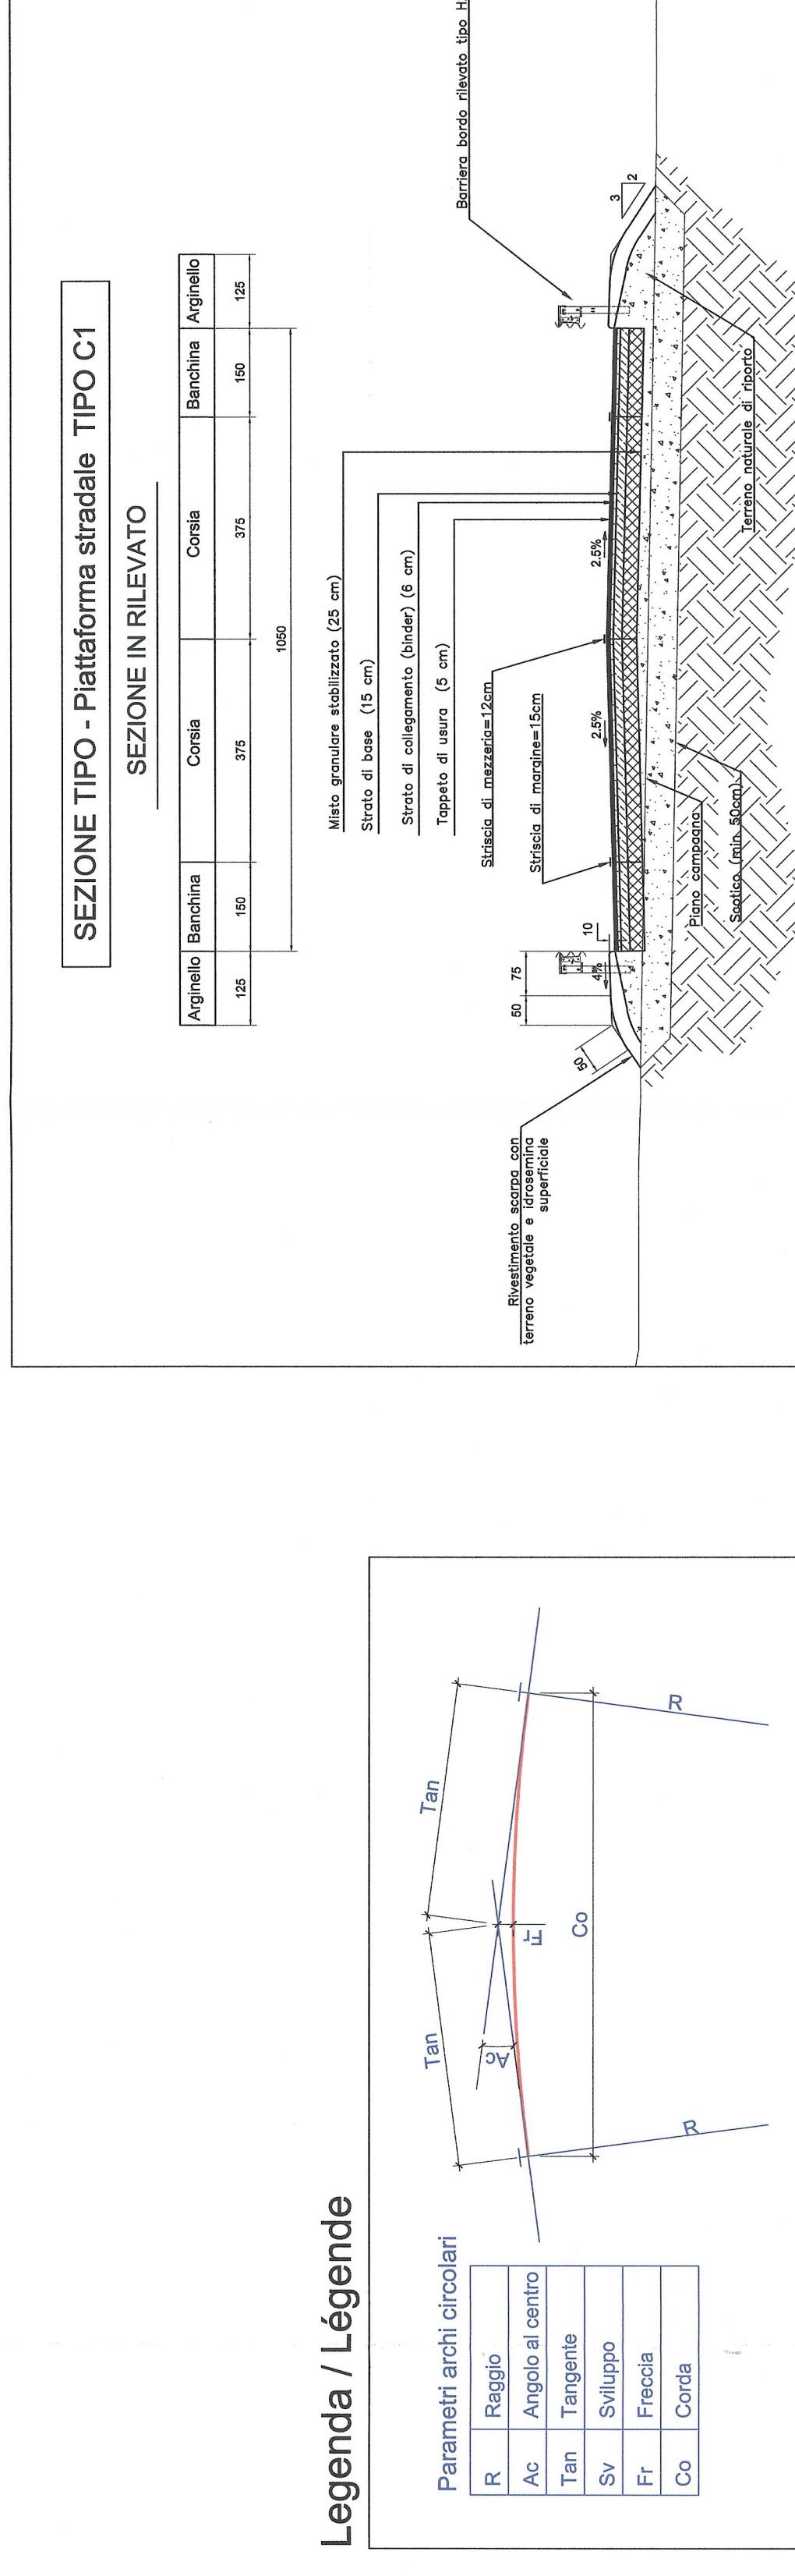 Legenda / Légende
Parametri archi circolari
R Raggio
Ac Angolo al centro
Tan Tangente
Sv Sviluppo
Fr Freccia
Co Corda
Tan
Tan
Ac
Fr
Co
R
R
SEZIONE TIPO - Piattaforma stradale TIPO C1
SEZIONE IN RILEVATO
Arginello Banchina Corsia Corsia Banchina Arginello
125 150 375 375 150 125
1050
Misto granulare stabilizzato (25 cm)
Strato di base (15 cm)
Strato di collegamento (binder) (6 cm)
Tappeto di usura (5 cm)
Striscia di mezzeria=12cm
Striscia di margine=15cm
Barriera bordo rilevato tipo H
Rivestimento scarpa con
terreno vegetale e idrosemina
superficiale
50 75
10
50
4%
2.5%
2.5%
3
2
Piano campagna
Scotico (min. 50cm)
Terreno naturale di riporto